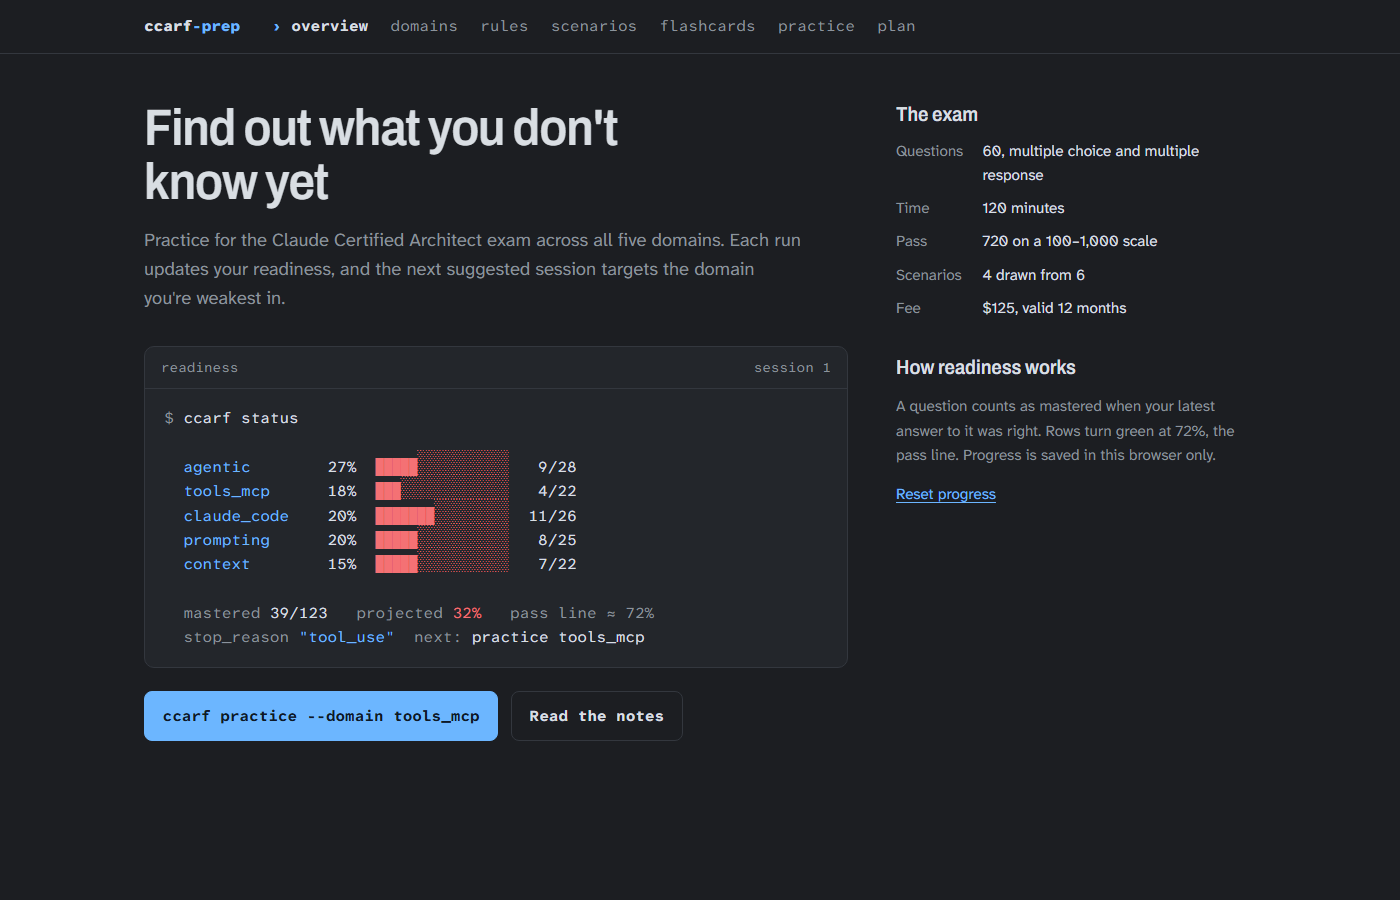 ccarf-prep › overview domains rules scenarios flashcards practice plan
Find out what you don't
know yet
Practice for the Claude Certified Architect exam across all five domains. Each run
updates your readiness, and the next suggested session targets the domain
you're weakest in.
readiness session 1
$ ccarf status
agentic 27% █████░░░░░░░░░░░ 9/28
tools_mcp 18% ███░░░░░░░░░░░░░ 4/22
claude_code 20% ███████░░░░░░░░░ 11/26
prompting 20% █████░░░░░░░░░░░ 8/25
context 15% █████░░░░░░░░░░░ 7/22
mastered 39/123 projected 32% pass line ≈ 72%
stop_reason "tool_use" next: practice tools_mcp
ccarf practice --domain tools_mcp
Read the notes
The exam
Questions 60, multiple choice and multiple
response
Time 120 minutes
Pass 720 on a 100–1,000 scale
Scenarios 4 drawn from 6
Fee $125, valid 12 months
How readiness works
A question counts as mastered when your latest
answer to it was right. Rows turn green at 72%, the
pass line. Progress is saved in this browser only.
Reset progress